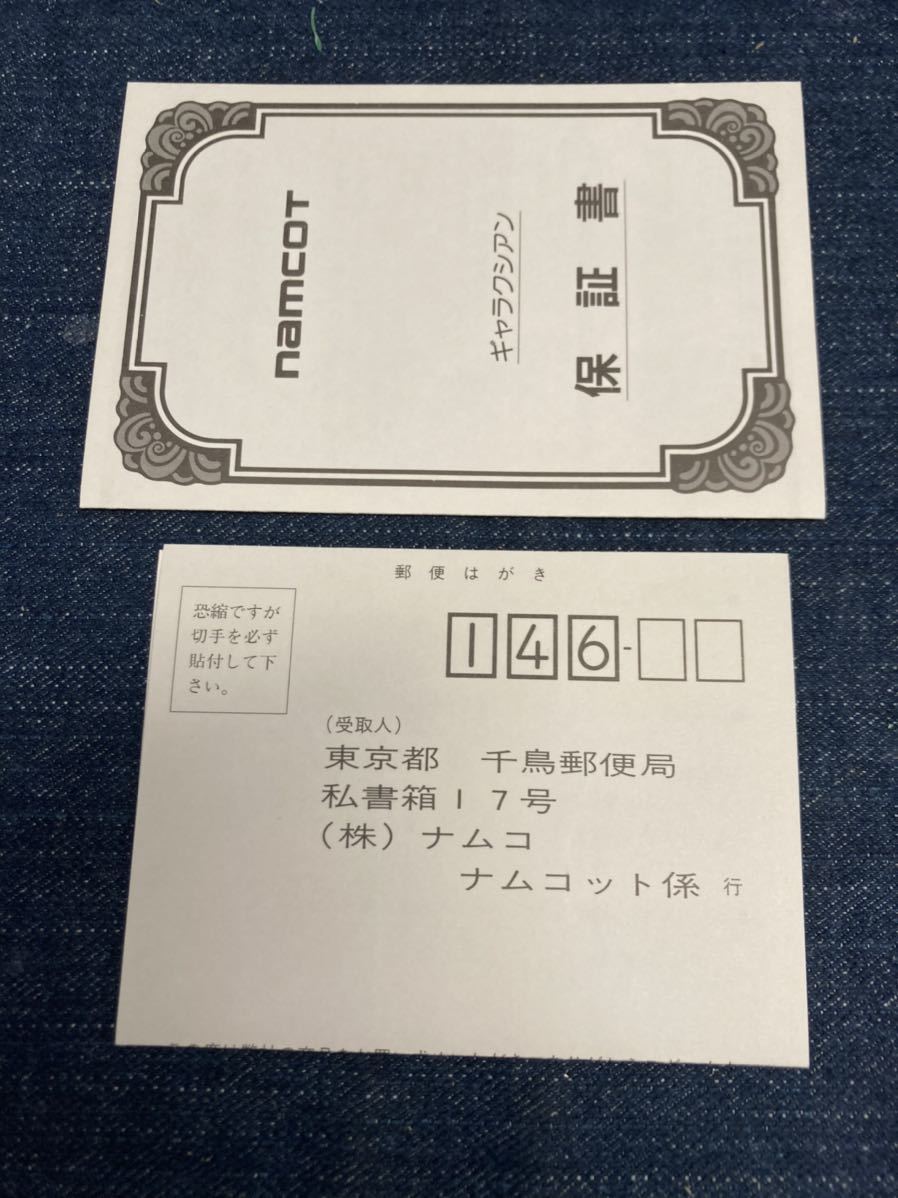 namcot
ギャラクシアン
保証書
郵便はがき
恐縮ですが
切手を必ず
貼付して下
さい。
146-
（受取人）
東京都　千鳥郵便局
私書箱１７号
（株）ナムコ
ナムコット係 行